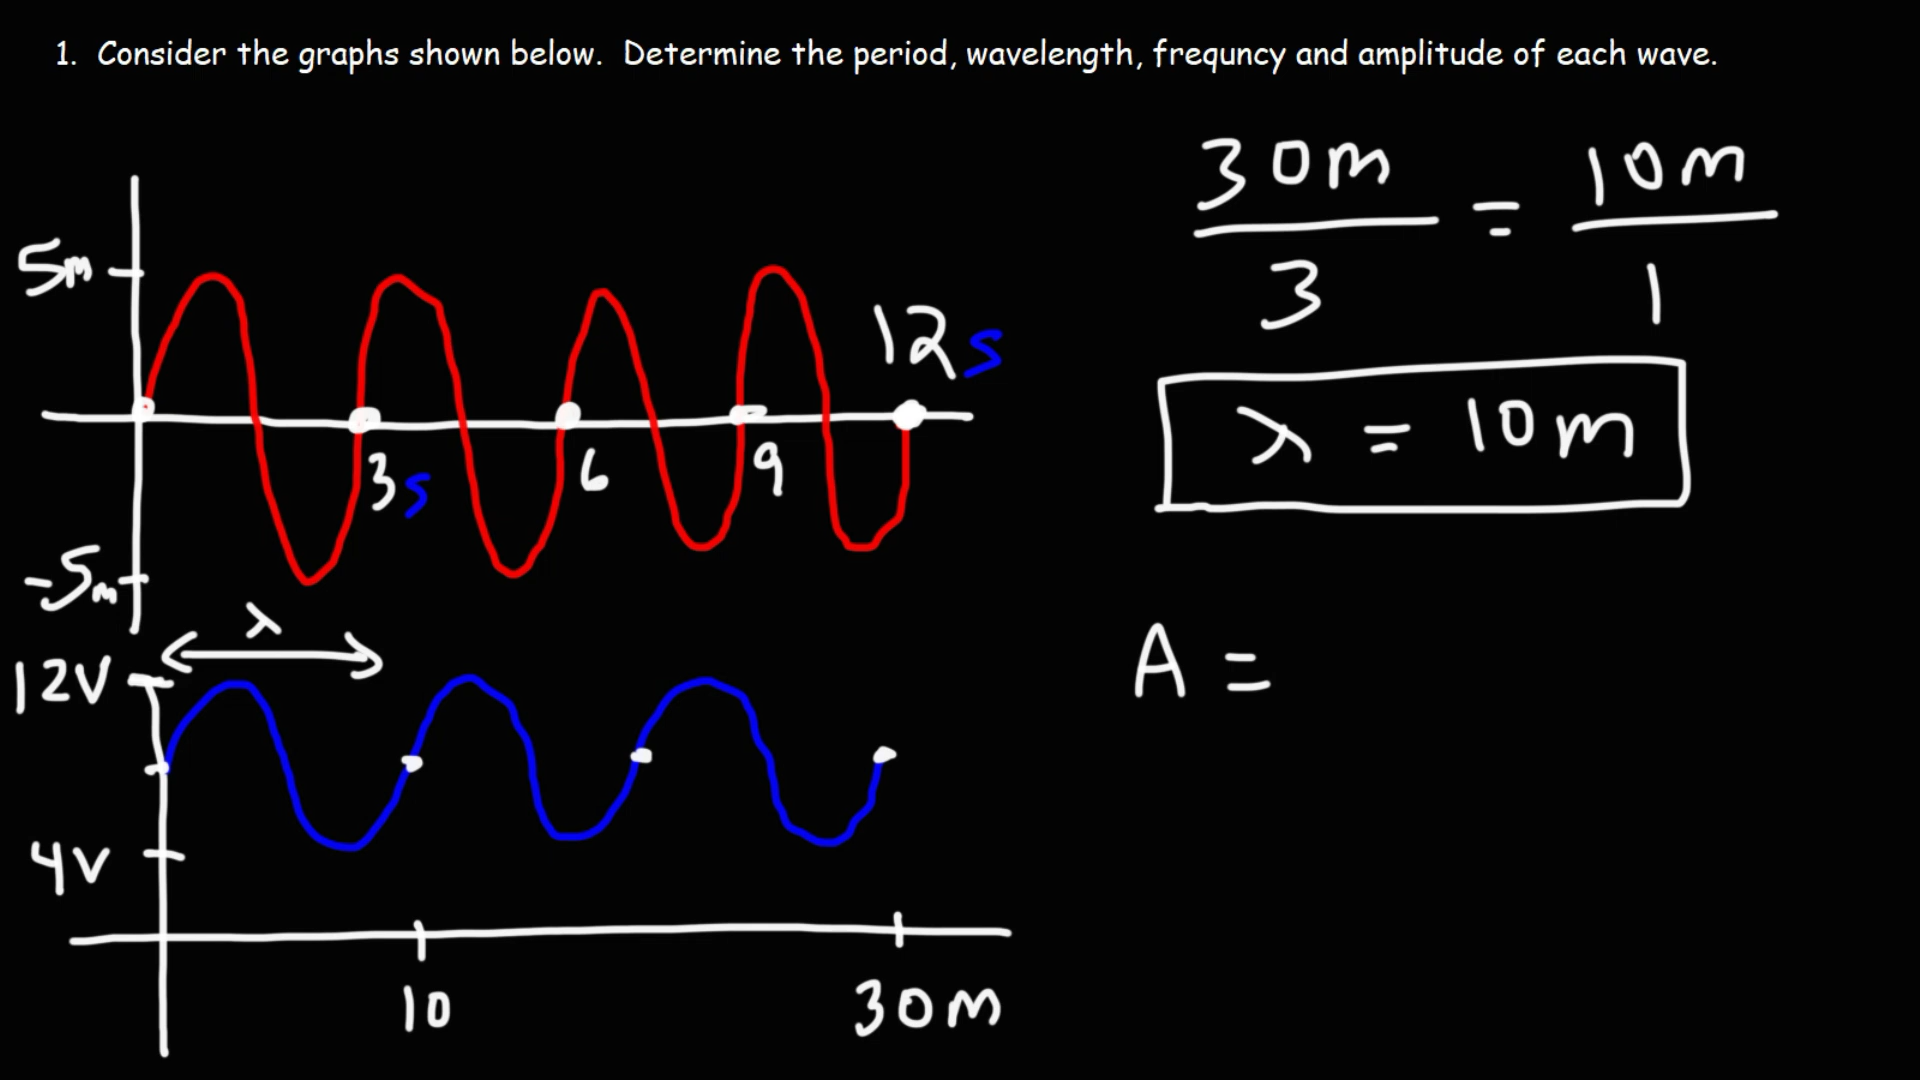 1. Consider the graphs shown below. Determine the period, wavelength, frequncy and amplitude of each wave.
30m
3
=
10m
1
5m
12s
3s
6
9
-5m
λ = 10m
λ
12V
A =
4V
10
30m